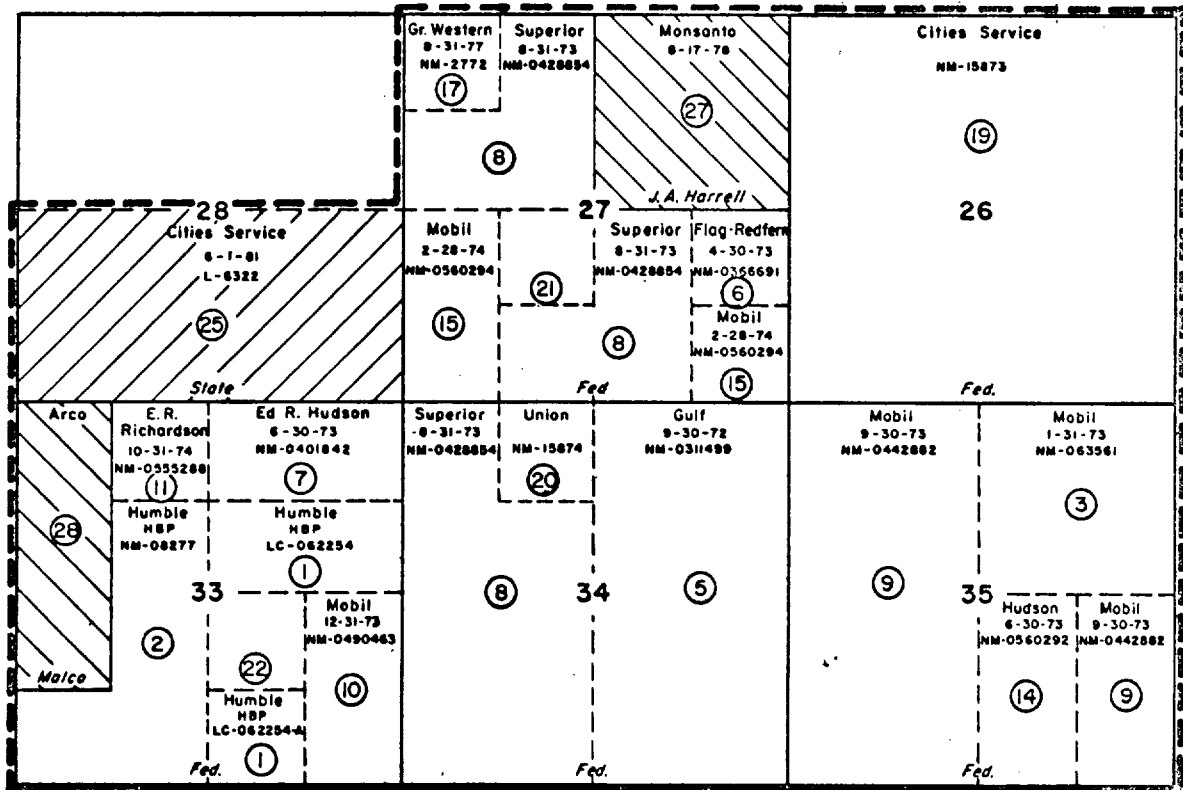 Gr. Western
8-31-77
NM-2772
17
Superior
8-31-73
NM-0428854
8
Monsanto
8-17-78
27
J. A. Harrell
Cities Service
NM-15873
19
28
27
26
Cities Service
6-1-81
L-6322
25
State
Mobil
2-28-74
NM-0560294
15
21
Superior
8-31-73
NM-0428854
8
Fed
Flag-Redfern
4-30-73
NM-0366691
6
Mobil
2-28-74
NM-0560294
15
Fed.
Arco
28
Malco
E. R.
Richardson
10-31-74
NM-0555288
11
Ed R. Hudson
6-30-73
NM-0401842
7
Humble
HBP
NM-08277
2
Humble
HBP
LC-062254
1
33
22
Mobil
12-31-73
NM-0490463
10
Humble
HBP
LC-062254-A
1
Fed.
Superior
8-31-73
NM-0428854
8
Union
NM-15874
20
34
Gulf
9-30-72
NM-0311499
5
Fed.
Mobil
9-30-73
NM-0442882
9
35
Mobil
1-31-73
NM-063561
3
Hudson
6-30-73
NM-0560292
14
Mobil
9-30-73
NM-0442882
9
Fed.